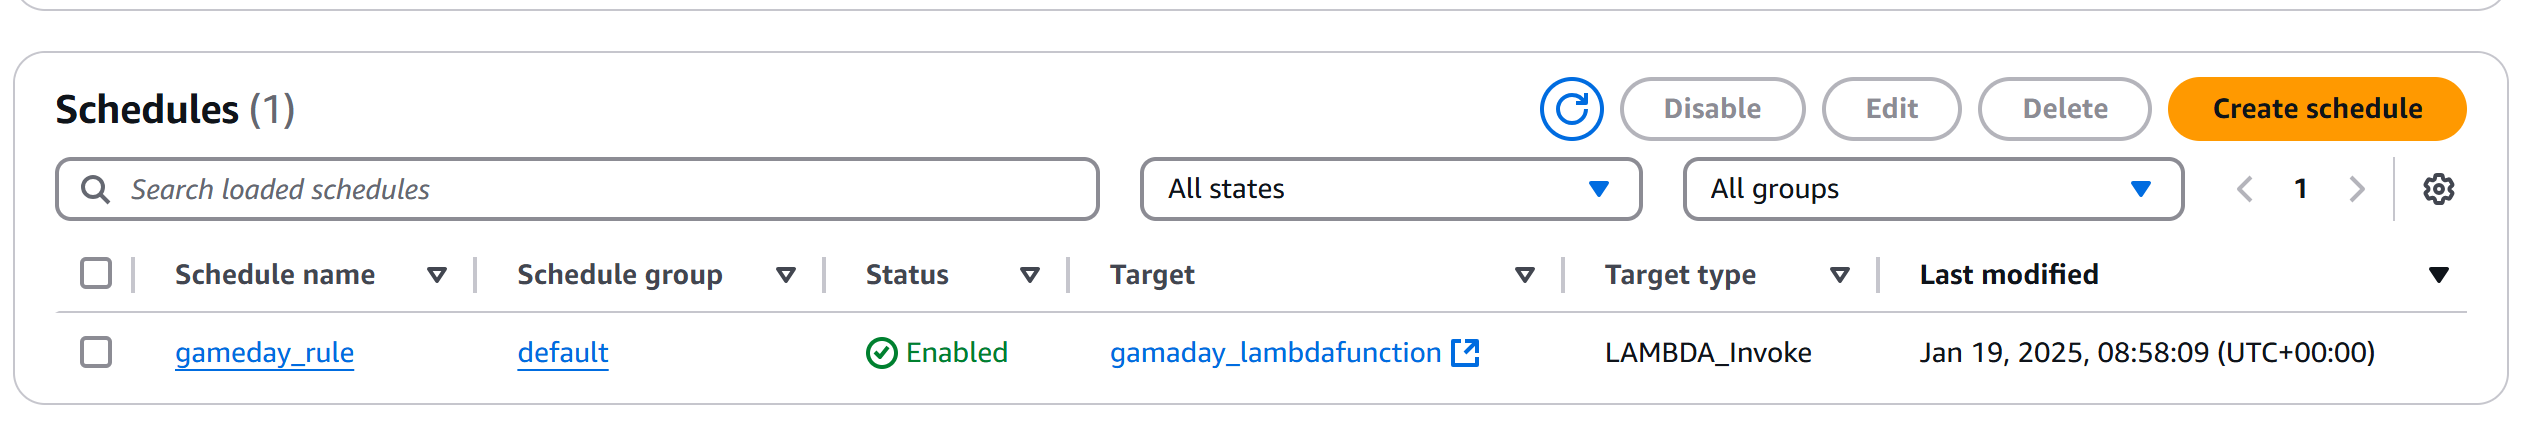 Schedules (1)
Disable
Edit
Delete
Create schedule
Search loaded schedules
All states
All groups
1
Schedule name
Schedule group
Status
Target
Target type
Last modified
gameday_rule
default
Enabled
gamaday_lambdafunction
LAMBDA_Invoke
Jan 19, 2025, 08:58:09 (UTC+00:00)